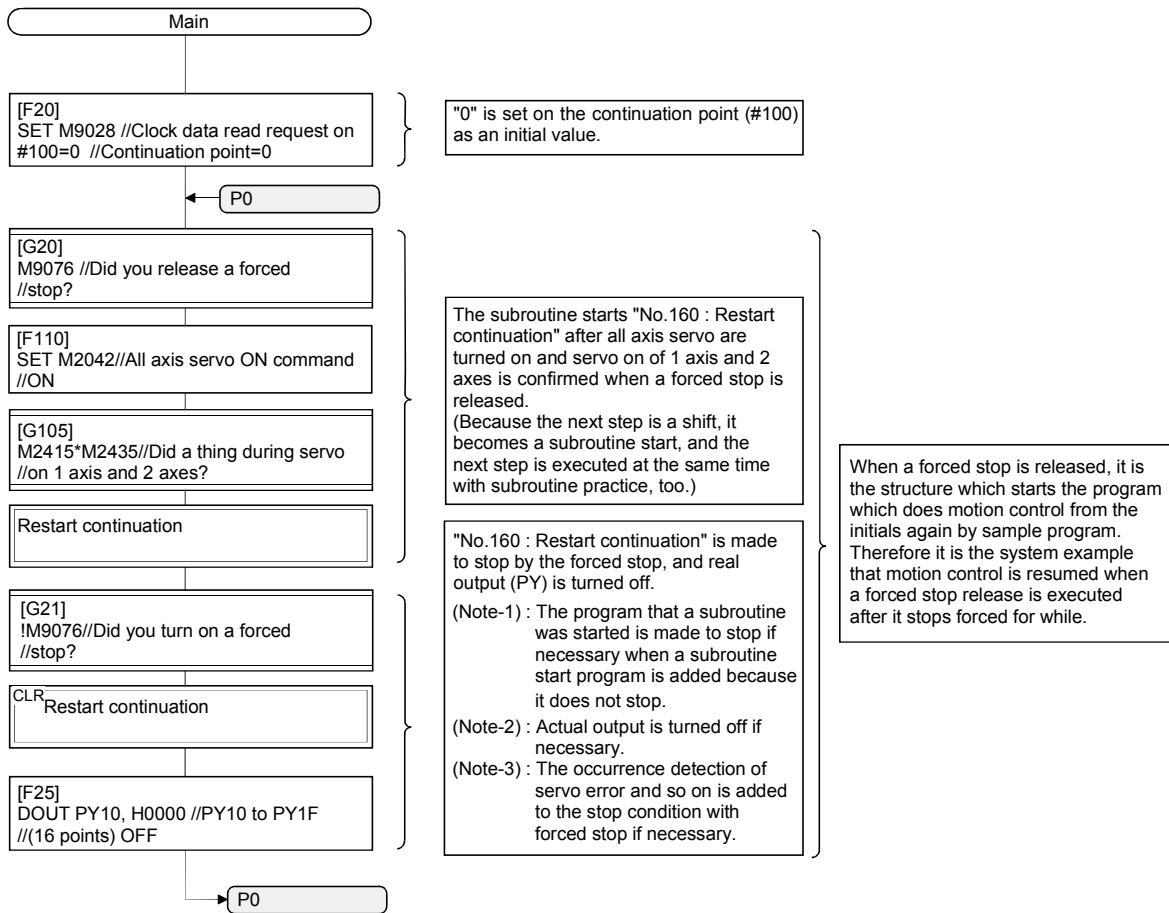 Main
[F20]
SET M9028 //Clock data read request on
#100=0 //Continuation point=0
"0" is set on the continuation point (#100)
as an initial value.
P0
[G20]
M9076 //Did you release a forced
//stop?
[F110]
SET M2042//All axis servo ON command
//ON
[G105]
M2415*M2435//Did a thing during servo
//on 1 axis and 2 axes?
Restart continuation
The subroutine starts "No.160 : Restart
continuation" after all axis servo are
turned on and servo on of 1 axis and 2
axes is confirmed when a forced stop is
released.
(Because the next step is a shift, it
becomes a subroutine start, and the
next step is executed at the same time
with subroutine practice, too.)
[G21]
!M9076//Did you turn on a forced
//stop?
CLR
Restart continuation
[F25]
DOUT PY10, H0000 //PY10 to PY1F
//(16 points) OFF
P0
"No.160 : Restart continuation" is made
to stop by the forced stop, and real
output (PY) is turned off.
(Note-1) : The program that a subroutine
was started is made to stop if
necessary when a subroutine
start program is added because
it does not stop.
(Note-2) : Actual output is turned off if
necessary.
(Note-3) : The occurrence detection of
servo error and so on is added
to the stop condition with
forced stop if necessary.
When a forced stop is released, it is
the structure which starts the program
which does motion control from the
initials again by sample program.
Therefore it is the system example
that motion control is resumed when
a forced stop release is executed
after it stops forced for while.